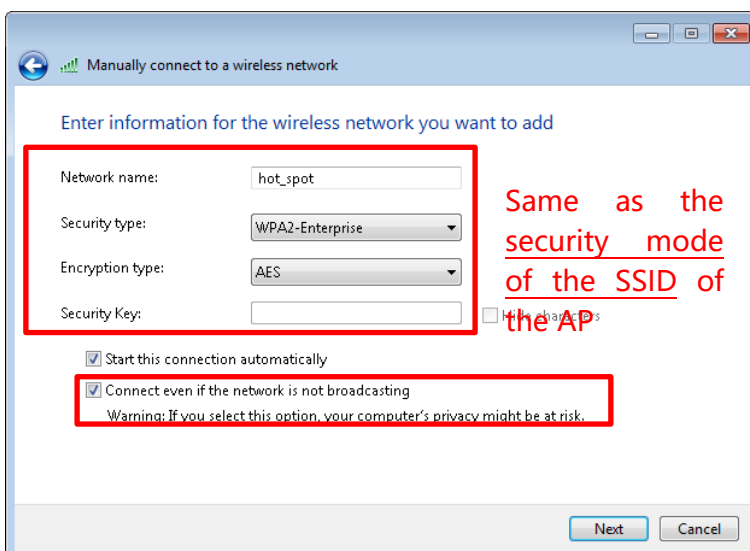 Manually connect to a wireless network
Enter information for the wireless network you want to add
Network name: hot_spot
Security type: WPA2-Enterprise
Encryption type: AES
Security Key:
Hide characters
Same as the
security mode
of the SSID of
the AP
Start this connection automatically
Connect even if the network is not broadcasting
Warning: If you select this option, your computer's privacy might be at risk.
Next Cancel